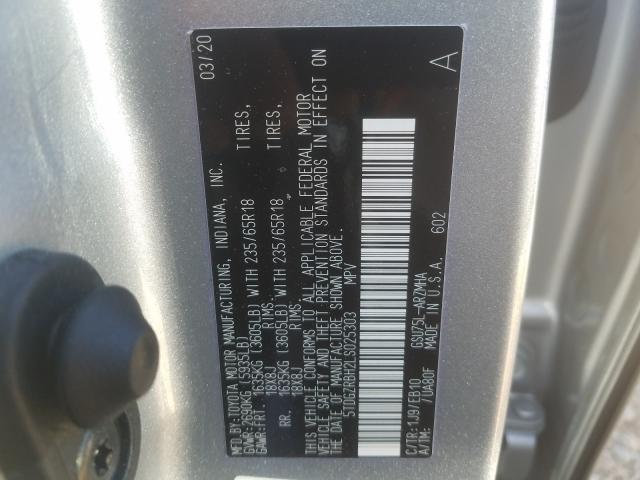 MFD.BY:TOYOTA MOTOR MANUFACTURING, INDIANA, INC. 03/20
GVWR:2690KG (5935LB)
GAWR:FRT. 1635KG (3605LB) WITH 235/65R18 TIRES,
18X8J RIMS.
RR. 1635KG (3605LB) WITH 235/65R18 TIRES,
18X8J RIMS.
THIS VEHICLE CONFORMS TO ALL APPLICABLE FEDERAL MOTOR
VEHICLE SAFETY AND THEFT PREVENTION STANDARDS IN EFFECT ON
THE DATE OF MANUFACTURE SHOWN ABOVE.
5TDGZRBH2LS025303 MPV
C/TR:1J9/EB10 GSU75L-ARZMHA
A/TM: /UA80F MADE IN U.S.A. 602 A